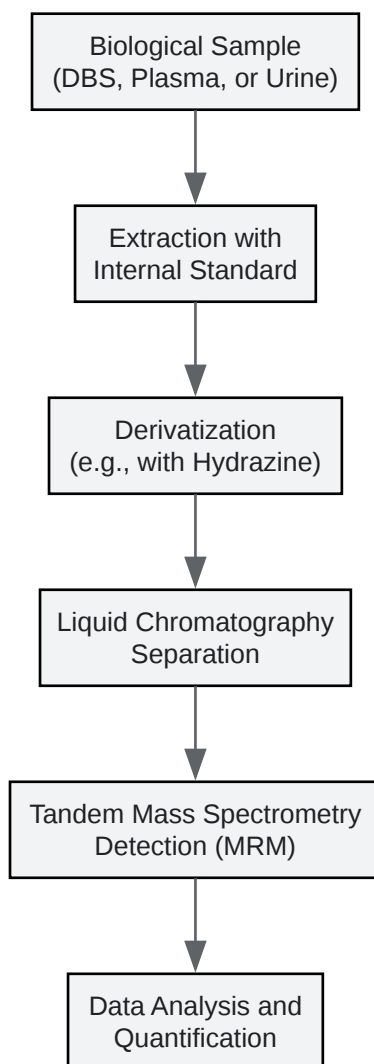 Biological Sample
(DBS, Plasma, or Urine)
Extraction with
Internal Standard
Derivatization
(e.g., with Hydrazine)
Liquid Chromatography
Separation
Tandem Mass Spectrometry
Detection (MRM)
Data Analysis and
Quantification